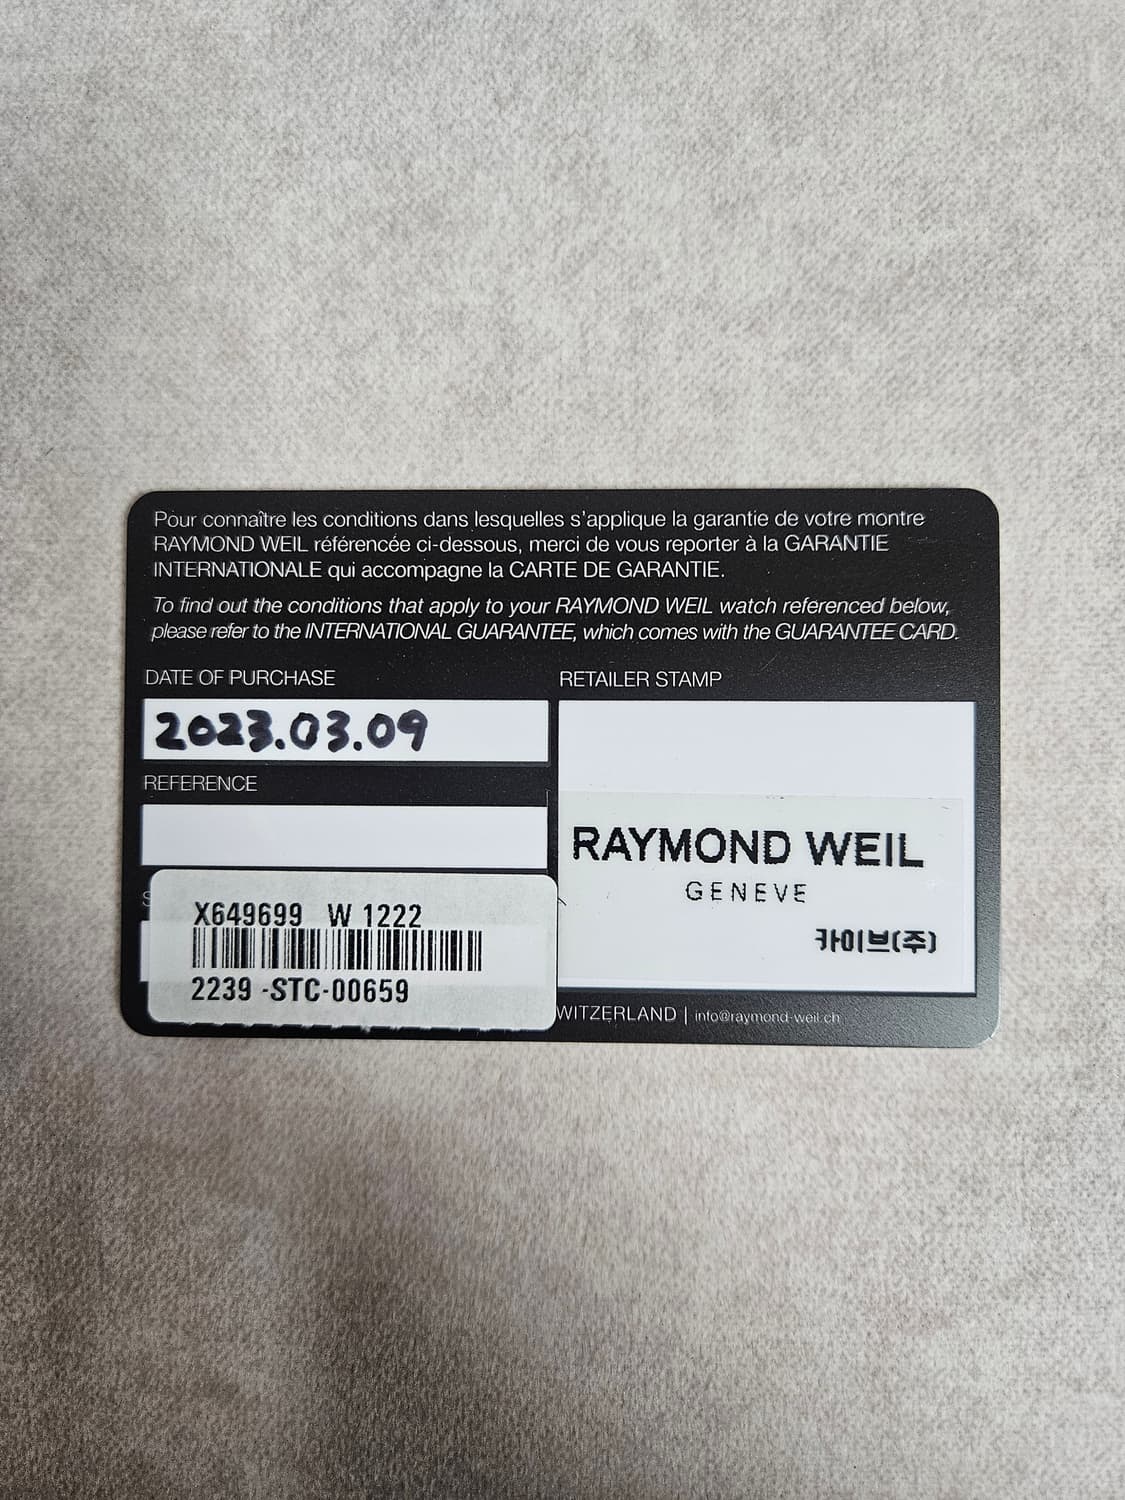 Pour connaître les conditions dans lesquelles s'applique la garantie de votre montre
RAYMOND WEIL référencée ci-dessous, merci de vous reporter à la GARANTIE
INTERNATIONALE qui accompagne la CARTE DE GARANTIE.
To find out the conditions that apply to your RAYMOND WEIL watch referenced below,
please refer to the INTERNATIONAL GUARANTEE, which comes with the GUARANTEE CARD.
DATE OF PURCHASE
2023.03.09
REFERENCE
X649699 W 1222
2239 -STC-00659
RETAILER STAMP
RAYMOND WEIL
GENEVE
카이브(주)
WITZERLAND | info@raymond-weil.ch